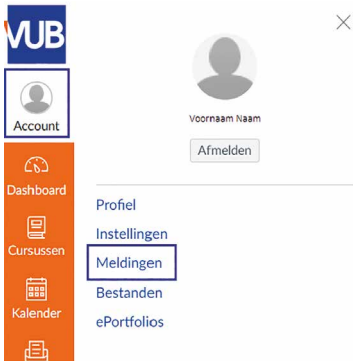 VUB
Account
Dashboard
Cursussen
Kalender
Voornaam Naam
Afmelden
Profiel
Instellingen
Meldingen
Bestanden
ePortfolios